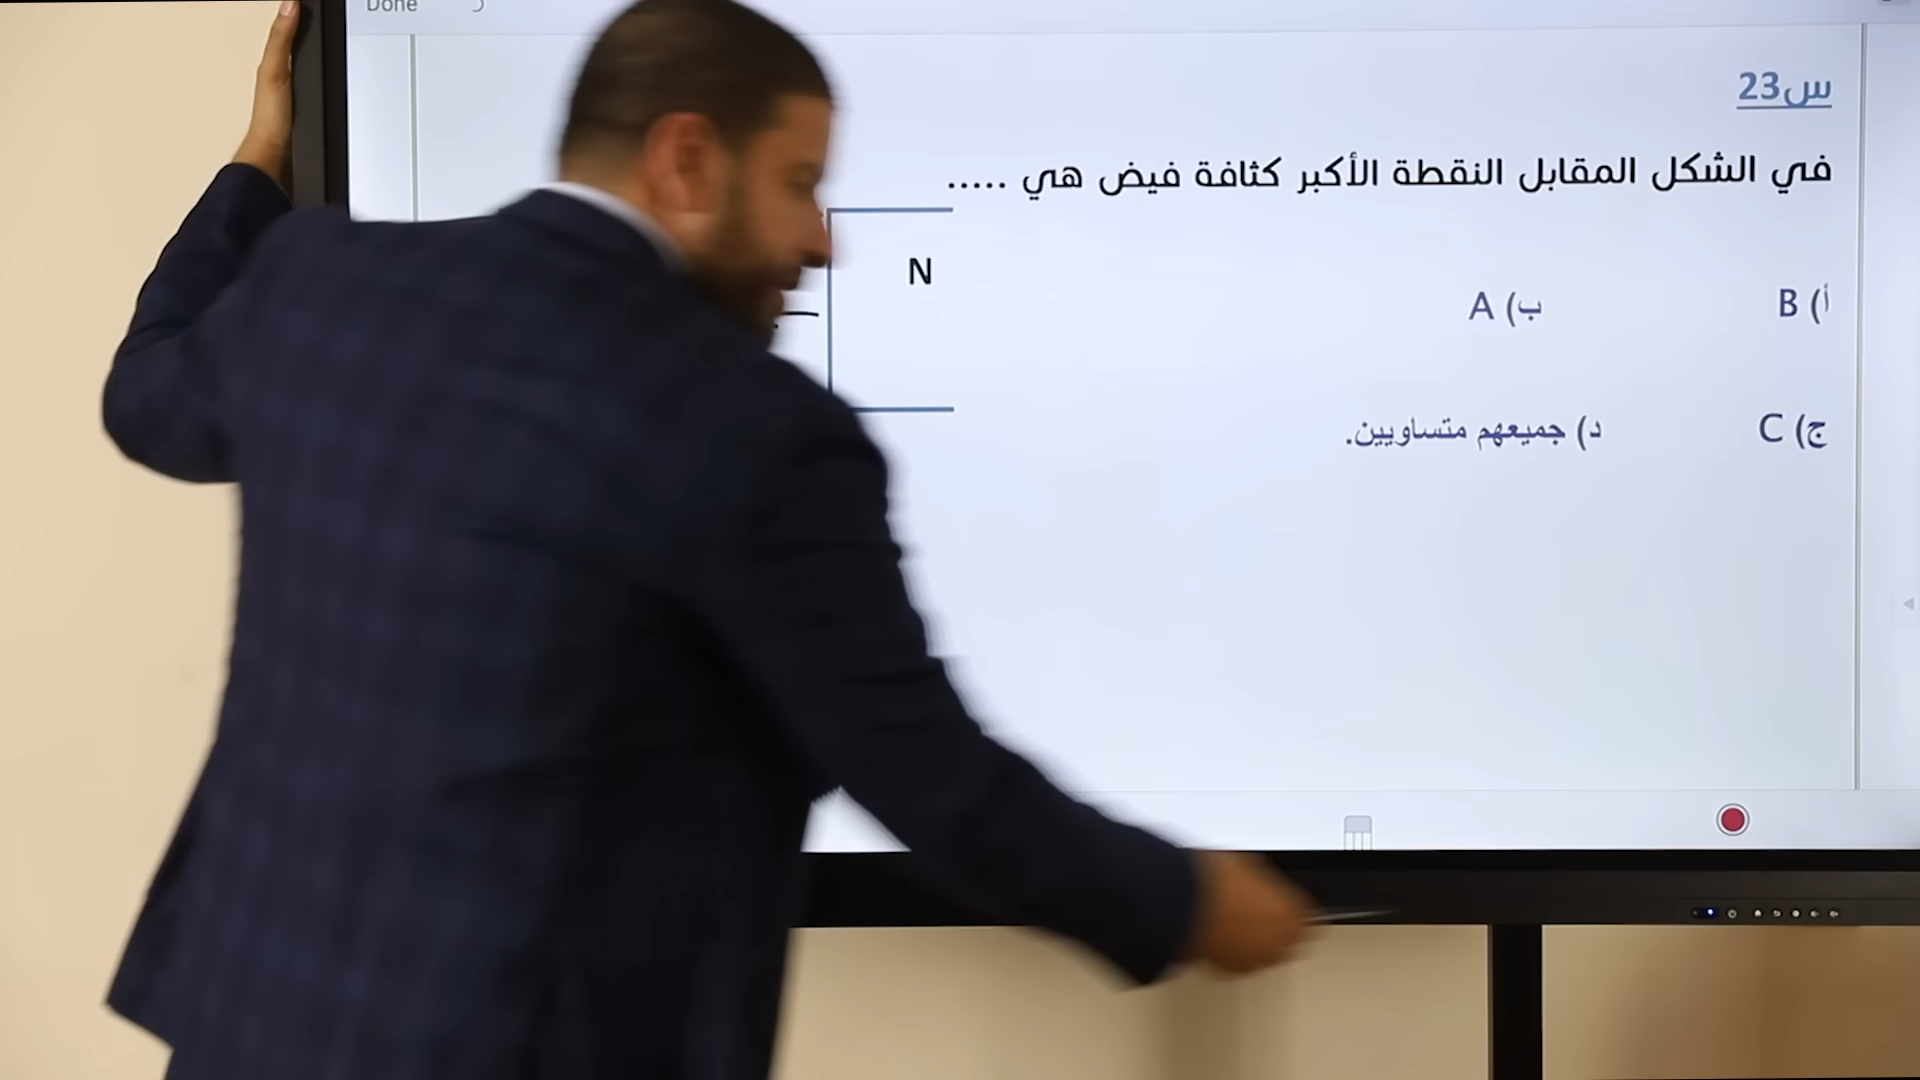 Done
س23
في الشكل المقابل النقطة الأكبر كثافة فيض هي .....
N
أ) B
ب) A
ج) C
د) جميعهم متساويين.